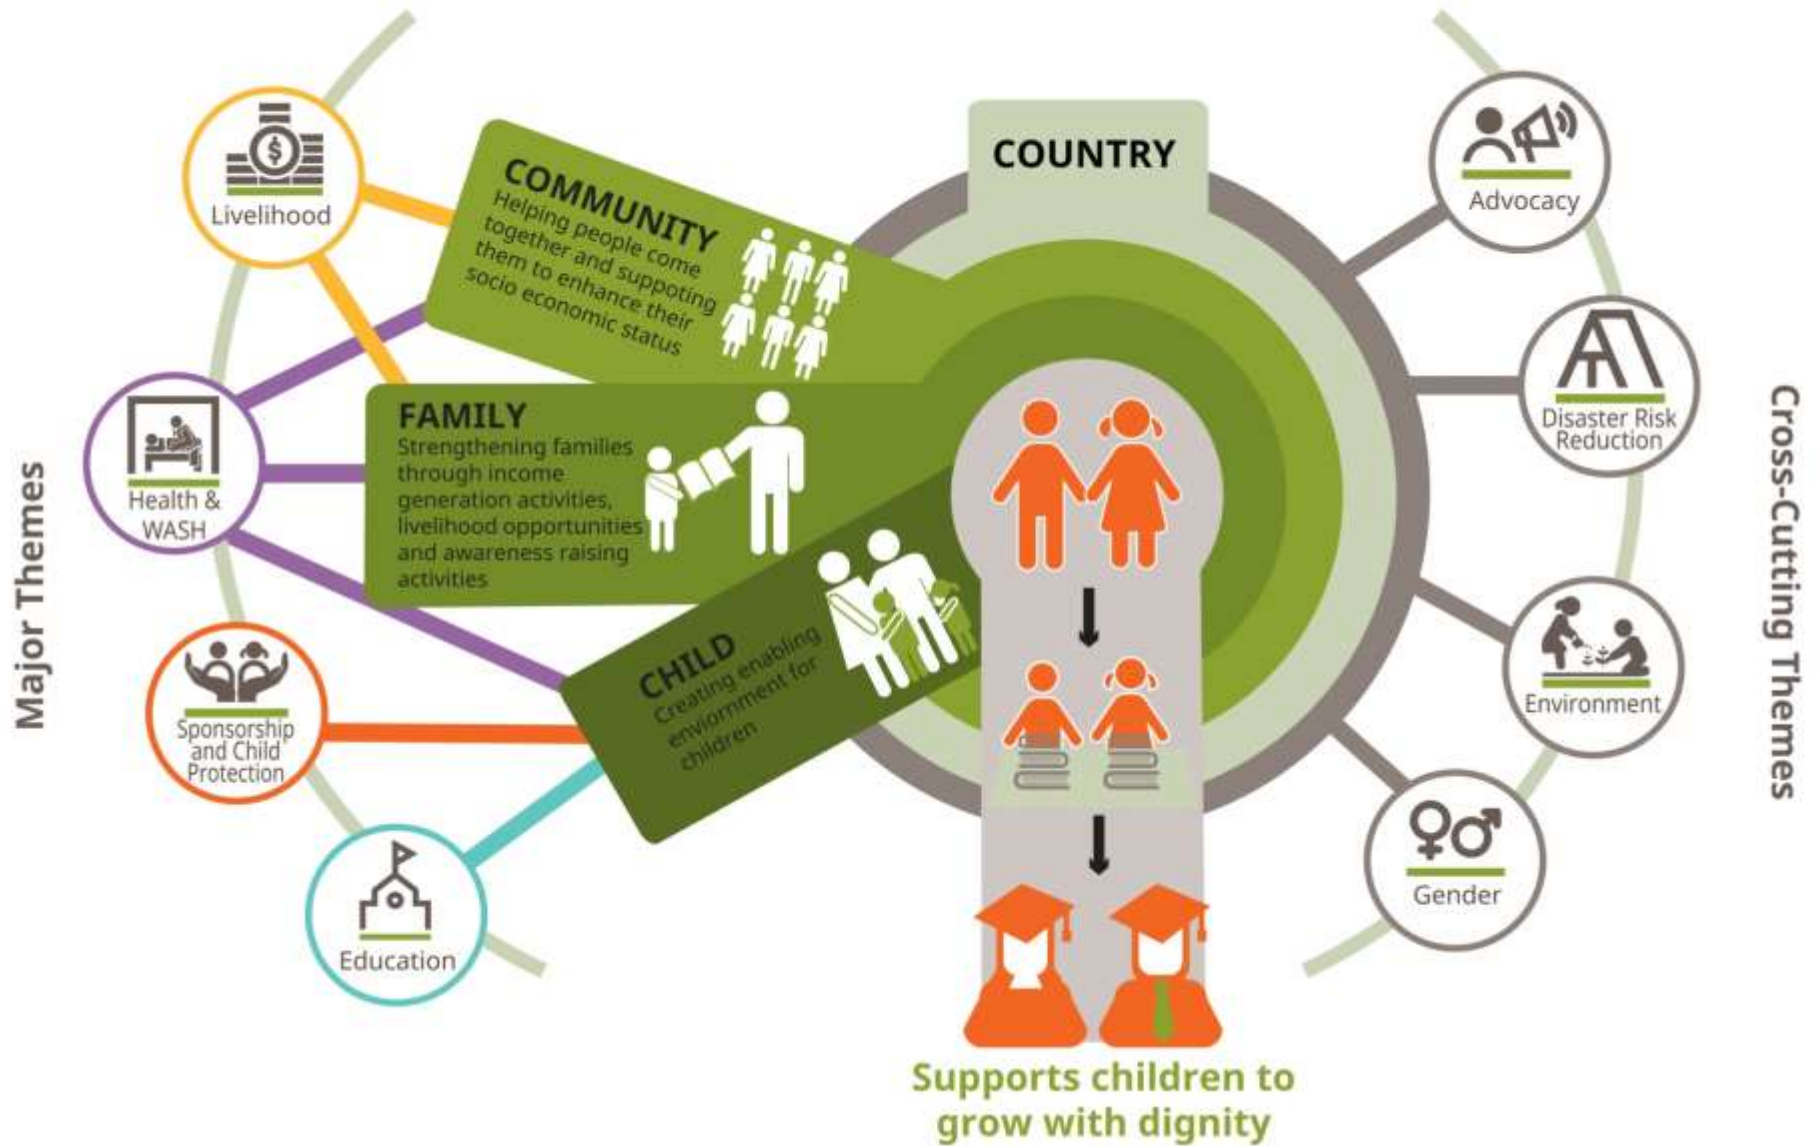 Major Themes
Livelihood
Health &
WASH
Sponsorship
and Child
Protection
Education
COMMUNITY
Helping people come
together and suppoting
them to enhance their
socio economic status
FAMILY
Strengthening families
through income
generation activities,
livelihood opportunities
and awareness raising
activities
CHILD
Creating enabling
enviornment for
children
COUNTRY
Supports children to
grow with dignity
Advocacy
Disaster Risk
Reduction
Environment
Gender
Cross-Cutting Themes